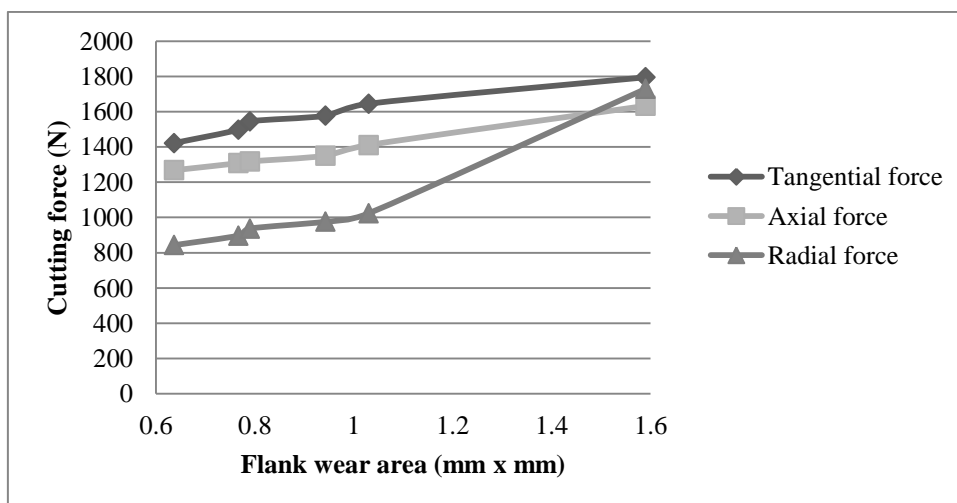 2000
1800
1600
1400
1200
1000
800
600
400
200
0
Cutting force (N)
0.6 0.8 1 1.2 1.4 1.6
Flank wear area (mm x mm)
Tangential force
Axial force
Radial force